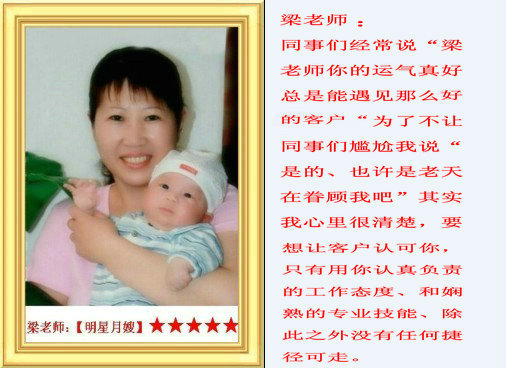 梁老师:【明星月嫂】★★★★★
梁老师：
同事们经常说“梁
老师你的运气真好
总是能遇见那么好
的客户“为了不让
同事们尴尬我说“
是的、也许是老天
在眷顾我吧”其实
我心里很清楚，要
想让客户认可你，
只有用你认真负责
的工作态度、和娴
熟的专业技能、除
此之外没有任何捷
径可走。